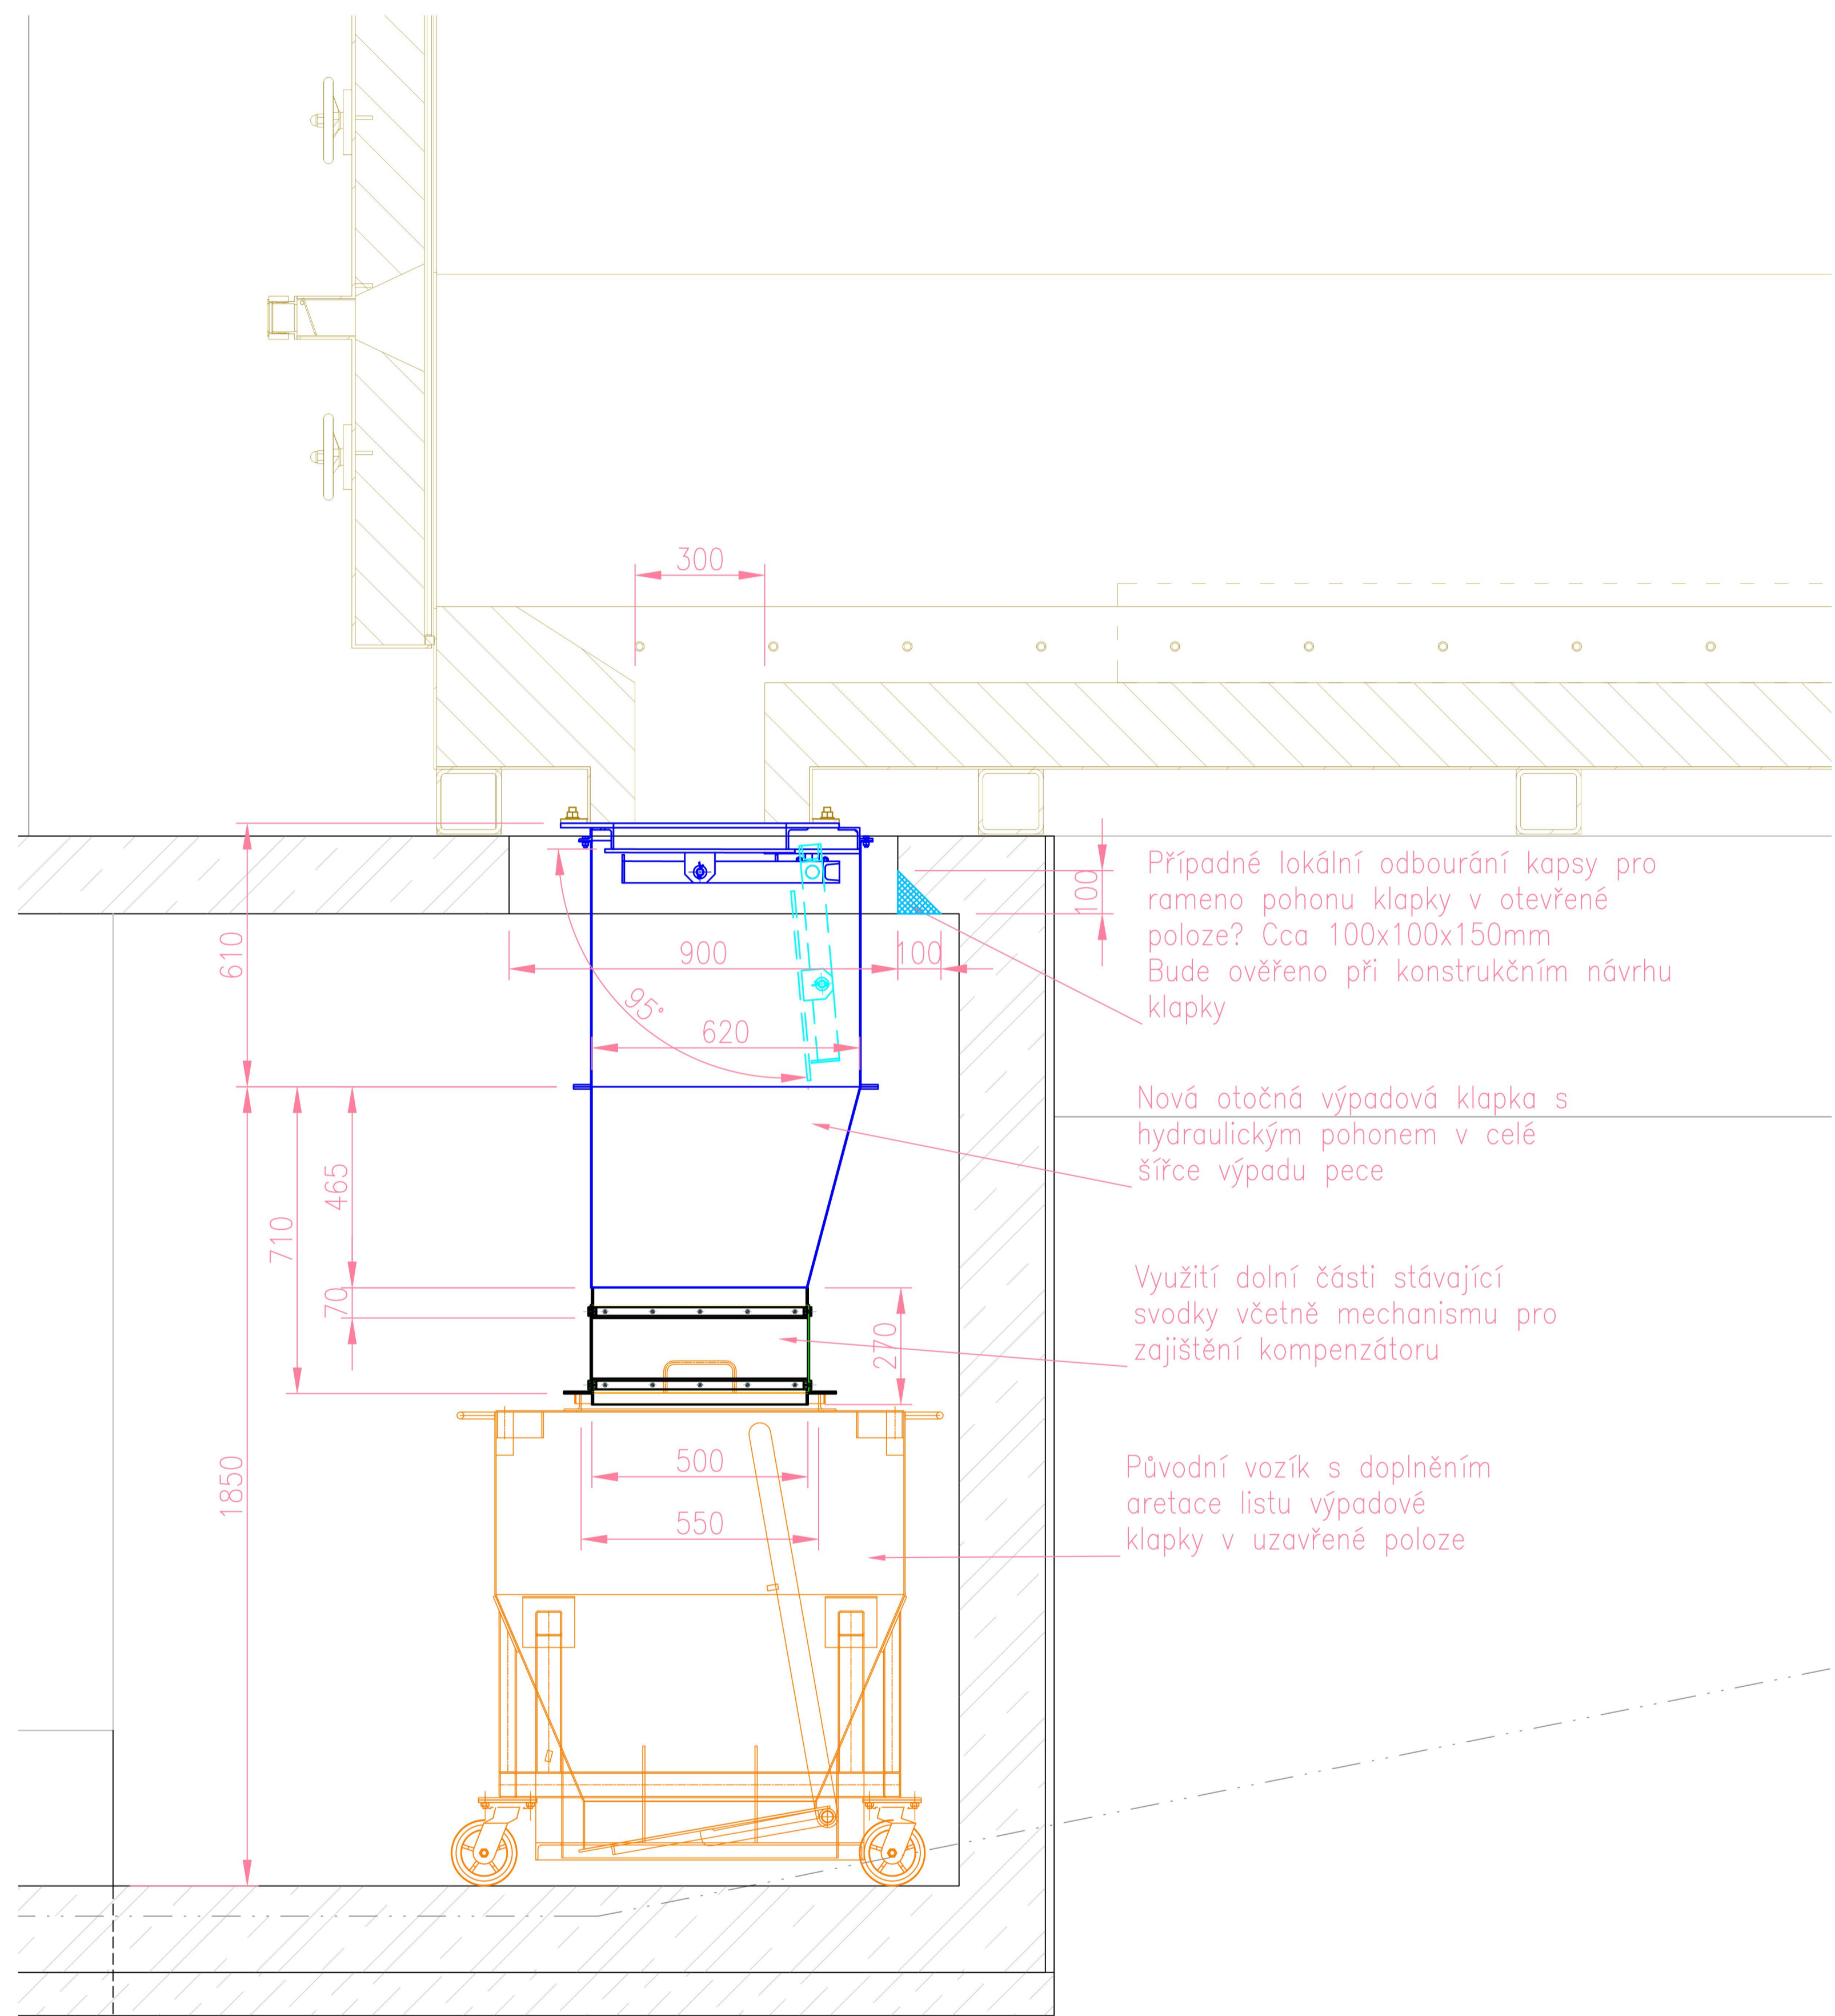 300
Případné lokální odbourání kapsy pro
rameno pohonu klapky v otevřené
poloze? Cca 100x100x150mm
Bude ověřeno při konstrukčním návrhu
klapky
100
610
900
100
95°
620
Nová otočná výpadová klapka s
hydraulickým pohonem v celé
šířce výpadu pece
465
710
70
270
Využití dolní části stávající
svodky včetně mechanismu pro
zajištění kompenzátoru
1850
500
550
Původní vozík s doplněním
aretace listu výpadové
klapky v uzavřené poloze